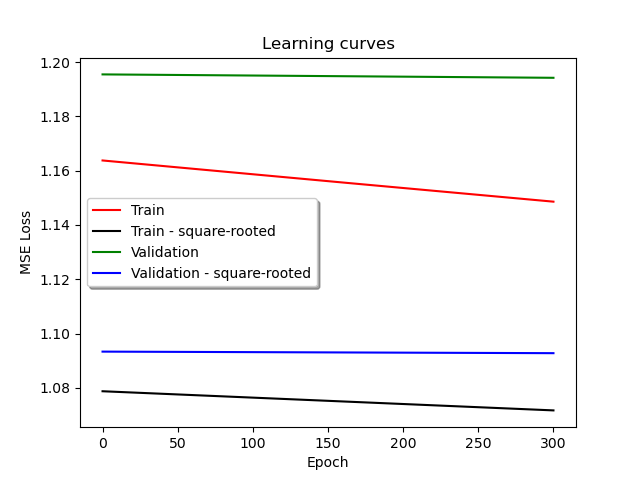 Learning curves
MSE Loss
1.20
1.18
1.16
1.14
1.12
1.10
1.08
Train
Train - square-rooted
Validation
Validation - square-rooted
0 50 100 150 200 250 300
Epoch